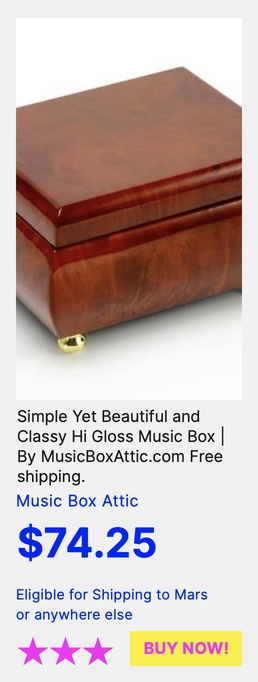 Simple Yet Beautiful and
Classy Hi Gloss Music Box |
By MusicBoxAttic.com Free
shipping.
Music Box Attic
$74.25
Eligible for Shipping to Mars
or anywhere else
BUY NOW!